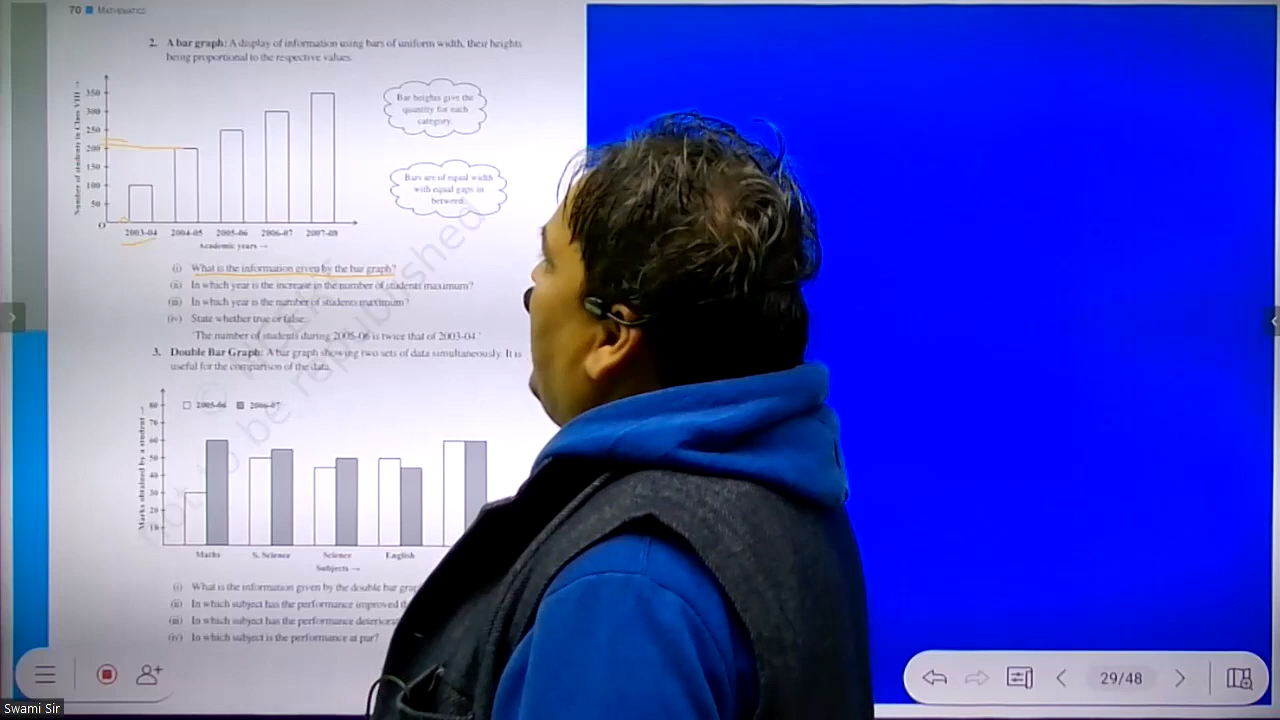 70 MATHEMATICS
2. A bar graph: A display of information using bars of uniform width, their heights
being proportional to the respective values.
Number of students in Class VIII →
350
300
250
200
150
100
50
O
2003-04 2004-05 2005-06 2006-07 2007-08
Academic years →
Bar heights give the
quantity for each
category.
Bars are of equal width
with equal gaps in
between.
(i) What is the information given by the bar graph?
(ii) In which year is the increase in the number of students maximum?
(iii) In which year is the number of students maximum?
(iv) State whether true or false:
'The number of students during 2005-06 is twice that of 2003-04.'
3. Double Bar Graph: A bar graph showing two sets of data simultaneously. It is
useful for the comparison of the data.
Marks obtained by a student →
80
70
60
50
40
30
20
10
2005-06 2006-07
Maths S. Science Science English
Subjects →
(i) What is the information given by the double bar
(ii) In which subject has the performance improved
(iii) In which subject has the performance
(iv) In which subject is the performance at par?
not to be republished
29/48
Swami Sir